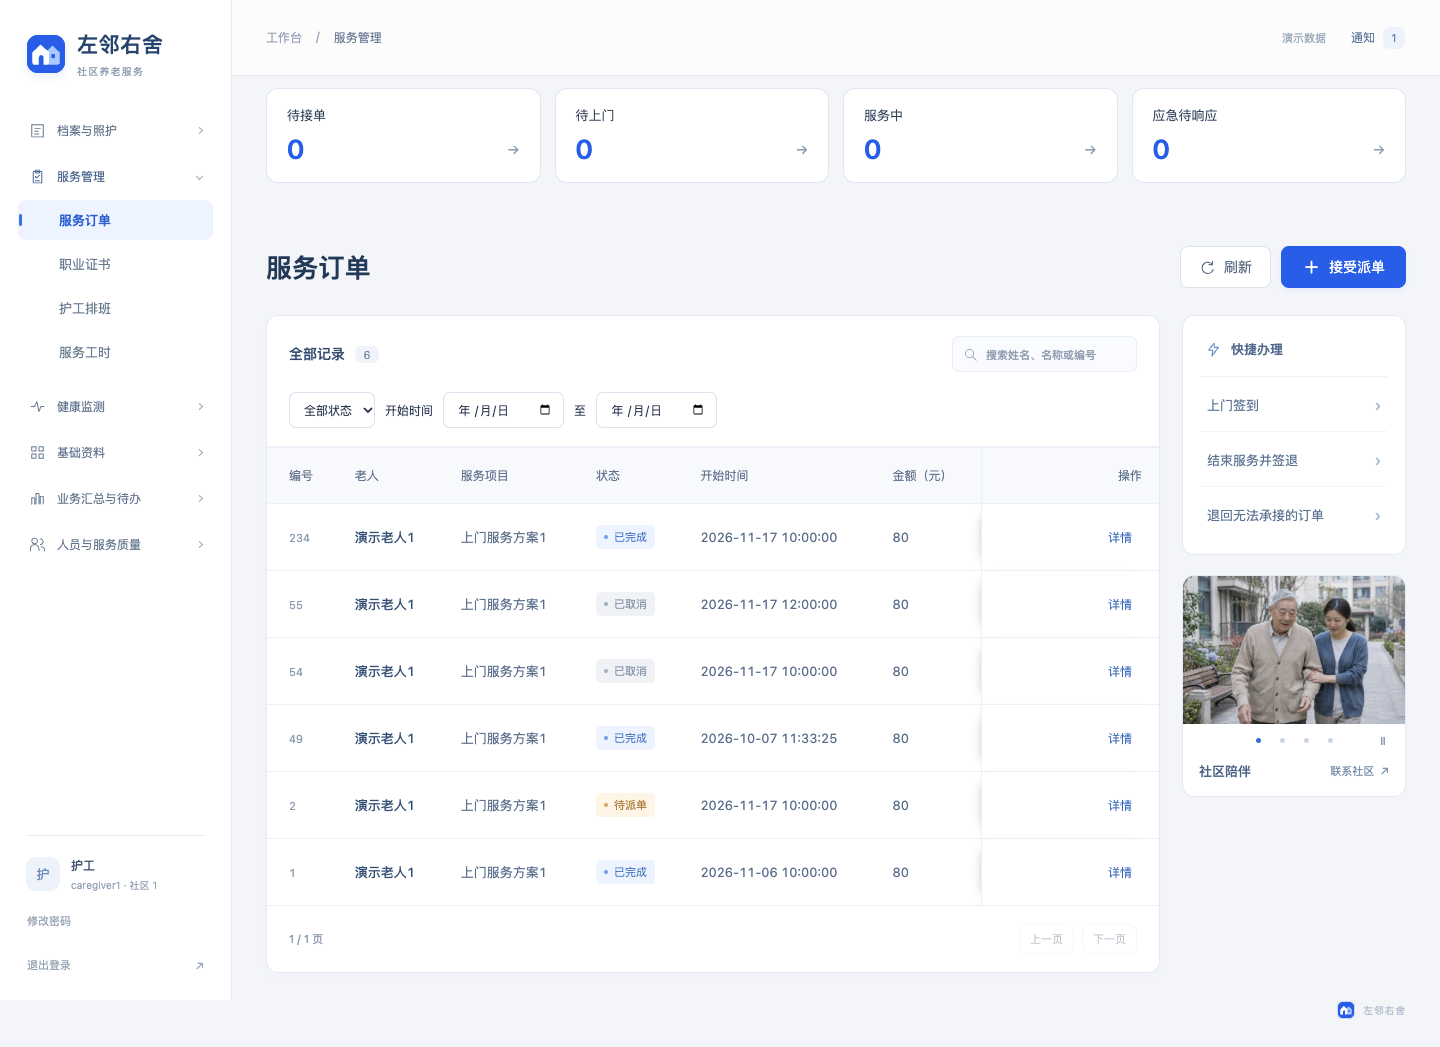 左邻右舍
社区养老服务
档案与照护
服务管理
服务订单
职业证书
护工排班
服务工时
健康监测
基础资料
业务汇总与待办
人员与服务质量
护
护工
caregiver1 · 社区 1
修改密码
退出登录
工作台 / 服务管理
演示数据 通知 1
待接单
0
待上门
0
服务中
0
应急待响应
0
服务订单
刷新
接受派单
全部记录 6
搜索姓名、名称或编号
全部状态 开始时间 年 /月/日 至 年 /月/日
编号 老人 服务项目 状态 开始时间 金额（元） 操作
234 演示老人1 上门服务方案1 已完成 2026-11-17 10:00:00 80 详情
55 演示老人1 上门服务方案1 已取消 2026-11-17 12:00:00 80 详情
54 演示老人1 上门服务方案1 已取消 2026-11-17 10:00:00 80 详情
49 演示老人1 上门服务方案1 已完成 2026-10-07 11:33:25 80 详情
2 演示老人1 上门服务方案1 待派单 2026-11-17 10:00:00 80 详情
1 演示老人1 上门服务方案1 已完成 2026-11-06 10:00:00 80 详情
1 / 1 页
上一页 下一页
快捷办理
上门签到
结束服务并签退
退回无法承接的订单
社区陪伴 联系社区
左邻右舍